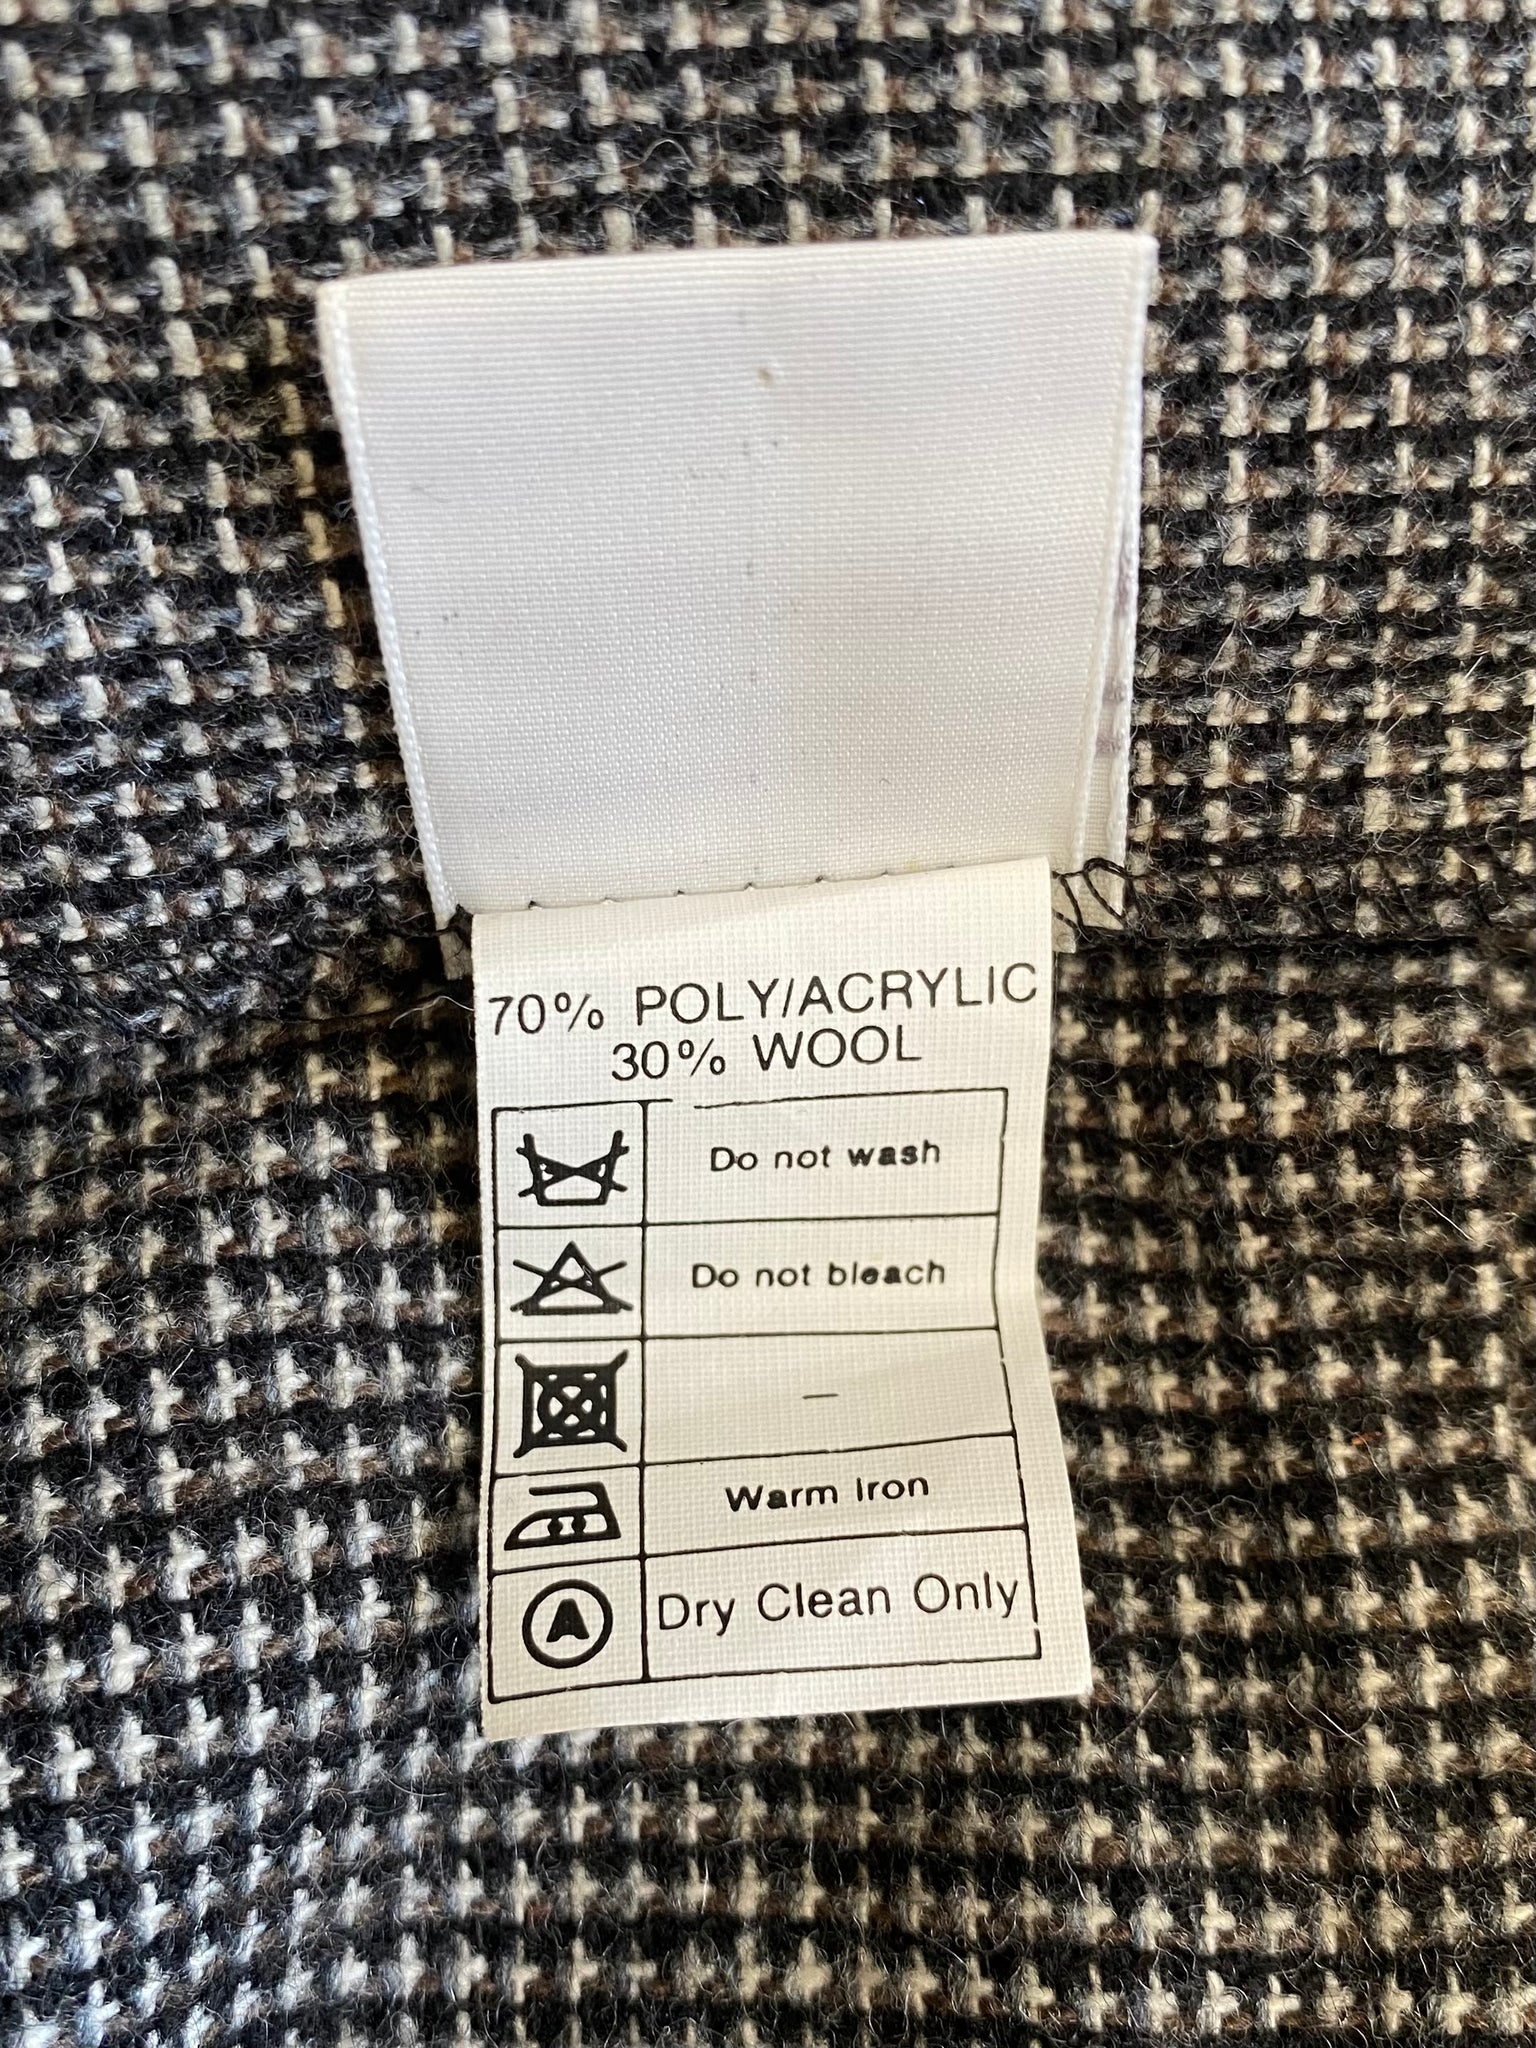 70% POLY/ACRYLIC
30% WOOL
Do not wash
Do not bleach
–
Warm Iron
A Dry Clean Only